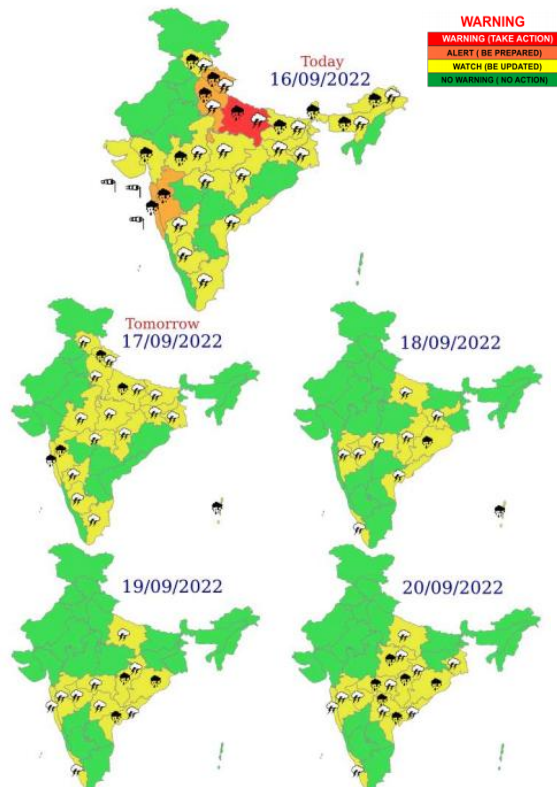 WARNING
WARNING (TAKE ACTION)
ALERT ( BE PREPARED)
WATCH (BE UPDATED)
NO WARNING ( NO ACTION)
Today
16/09/2022
Tomorrow
17/09/2022
18/09/2022
19/09/2022
20/09/2022